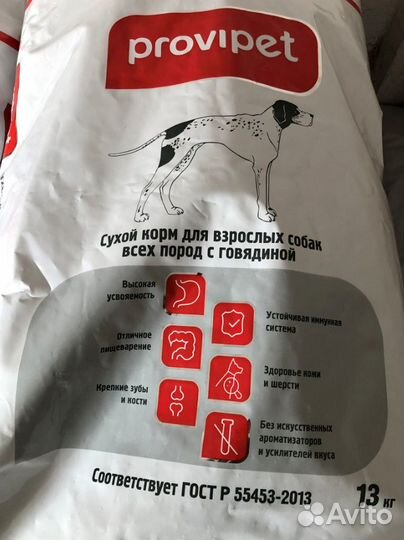 provipet
Сухой корм для взрослых собак
всех пород с говядиной
Высокая
усвояемость
Устойчивая иммунная
система
Отличное
пищеварение
Здоровье кожи
и шерсти
Крепкие зубы
и кости
Без искусственных
ароматизаторов
и усилителей вкуса
Соответствует ГОСТ Р 55453-2013
13 кг
Avito